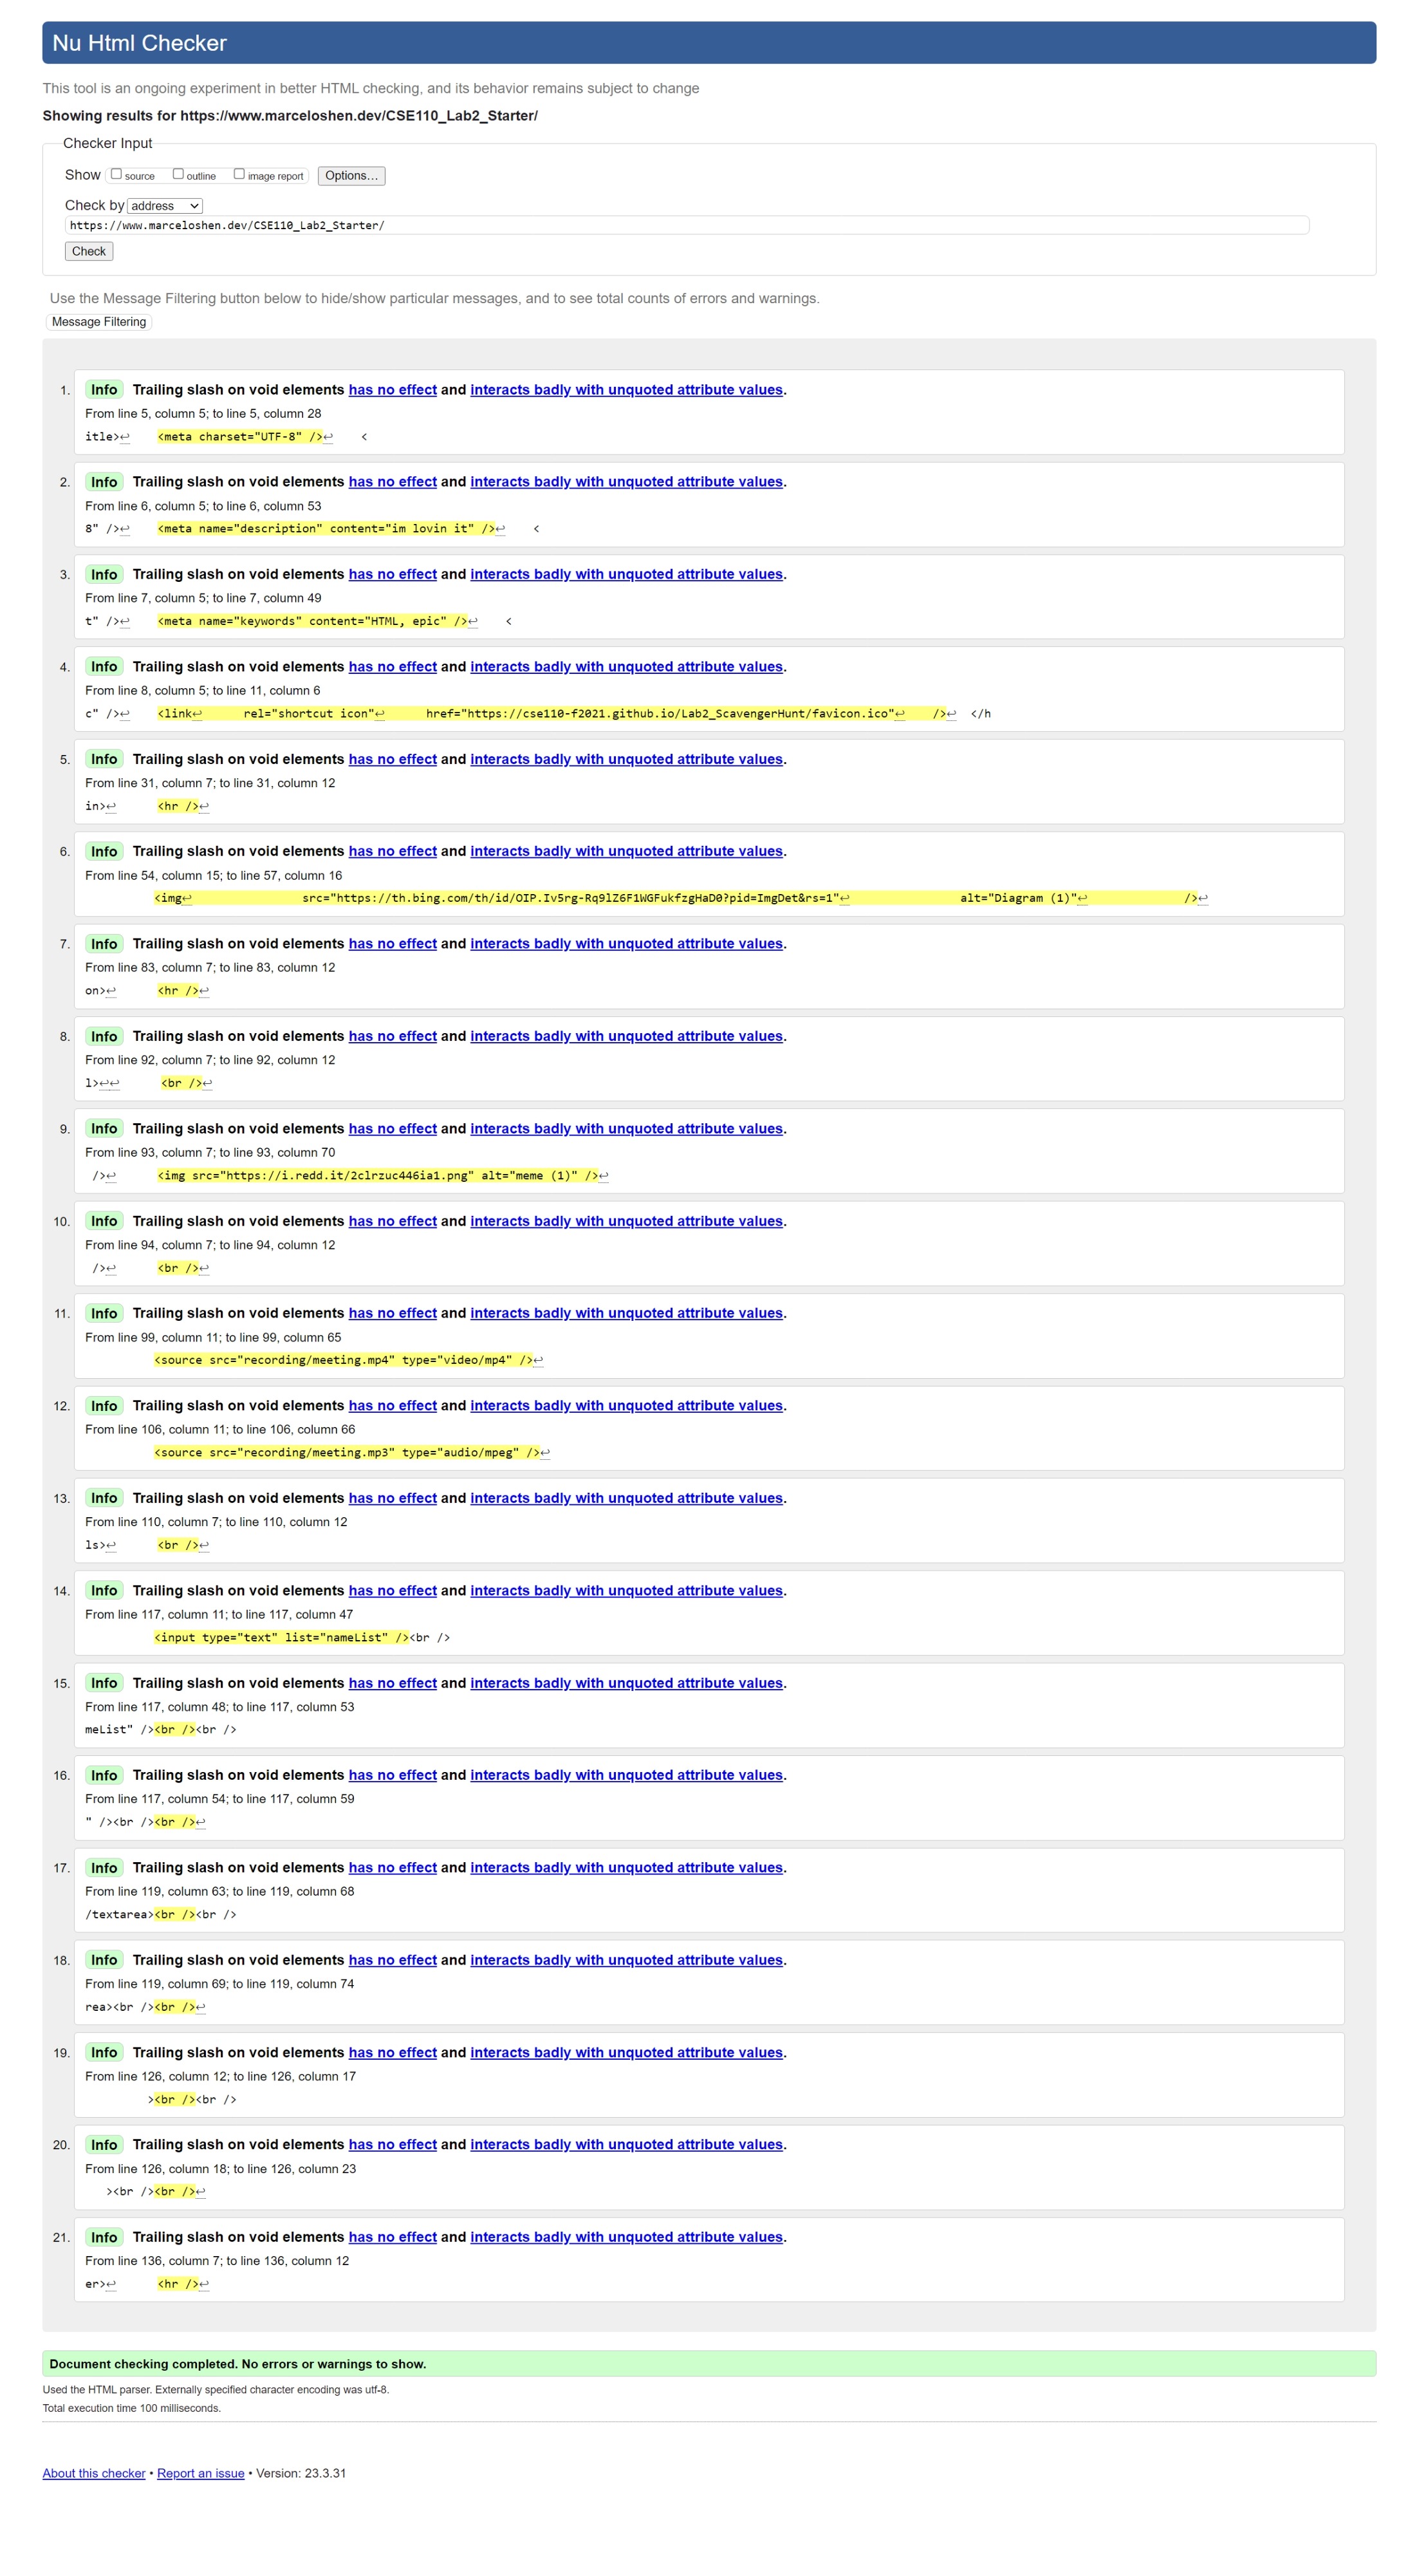 Nu Html Checker
This tool is an ongoing experiment in better HTML checking, and its behavior remains subject to change
Showing results for https://www.marceloshen.dev/CSE110_Lab2_Starter/
Checker Input
Show source outline image report Options...
Check by address
https://www.marceloshen.dev/CSE110_Lab2_Starter/
Check
Use the Message Filtering button below to hide/show particular messages, and to see total counts of errors and warnings.
Message Filtering
1. Info Trailing slash on void elements has no effect and interacts badly with unquoted attribute values.
From line 5, column 5; to line 5, column 28
itle>↩ <meta charset="UTF-8" />↩ <
2. Info Trailing slash on void elements has no effect and interacts badly with unquoted attribute values.
From line 6, column 5; to line 6, column 53
8" />↩ <meta name="description" content="im lovin it" />↩ <
3. Info Trailing slash on void elements has no effect and interacts badly with unquoted attribute values.
From line 7, column 5; to line 7, column 49
t" />↩ <meta name="keywords" content="HTML, epic" />↩ <
4. Info Trailing slash on void elements has no effect and interacts badly with unquoted attribute values.
From line 8, column 5; to line 11, column 6
c" />↩ <link↩ rel="shortcut icon"↩ href="https://cse110-f2021.github.io/Lab2_ScavengerHunt/favicon.ico"↩ />↩ </h
5. Info Trailing slash on void elements has no effect and interacts badly with unquoted attribute values.
From line 31, column 7; to line 31, column 12
in>↩ <hr />↩
6. Info Trailing slash on void elements has no effect and interacts badly with unquoted attribute values.
From line 54, column 15; to line 57, column 16
<img↩ src="https://th.bing.com/th/id/OIP.Iv5rg-Rq9lZ6F1WGFukfzgHaD0?pid=ImgDet&rs=1"↩ alt="Diagram (1)"↩ />↩
7. Info Trailing slash on void elements has no effect and interacts badly with unquoted attribute values.
From line 83, column 7; to line 83, column 12
on>↩ <hr />↩
8. Info Trailing slash on void elements has no effect and interacts badly with unquoted attribute values.
From line 92, column 7; to line 92, column 12
l>↩↩ <br />↩
9. Info Trailing slash on void elements has no effect and interacts badly with unquoted attribute values.
From line 93, column 7; to line 93, column 70
/>↩ <img src="https://i.redd.it/2clrzuc446ia1.png" alt="meme (1)" />↩
10. Info Trailing slash on void elements has no effect and interacts badly with unquoted attribute values.
From line 94, column 7; to line 94, column 12
/>↩ <br />↩
11. Info Trailing slash on void elements has no effect and interacts badly with unquoted attribute values.
From line 99, column 11; to line 99, column 65
<source src="recording/meeting.mp4" type="video/mp4" />↩
12. Info Trailing slash on void elements has no effect and interacts badly with unquoted attribute values.
From line 106, column 11; to line 106, column 66
<source src="recording/meeting.mp3" type="audio/mpeg" />↩
13. Info Trailing slash on void elements has no effect and interacts badly with unquoted attribute values.
From line 110, column 7; to line 110, column 12
ls>↩ <br />↩
14. Info Trailing slash on void elements has no effect and interacts badly with unquoted attribute values.
From line 117, column 11; to line 117, column 47
<input type="text" list="nameList" /><br />
15. Info Trailing slash on void elements has no effect and interacts badly with unquoted attribute values.
From line 117, column 48; to line 117, column 53
meList" /><br /><br />
16. Info Trailing slash on void elements has no effect and interacts badly with unquoted attribute values.
From line 117, column 54; to line 117, column 59
" /><br /><br />↩
17. Info Trailing slash on void elements has no effect and interacts badly with unquoted attribute values.
From line 119, column 63; to line 119, column 68
/textarea><br /><br />
18. Info Trailing slash on void elements has no effect and interacts badly with unquoted attribute values.
From line 119, column 69; to line 119, column 74
rea><br /><br />↩
19. Info Trailing slash on void elements has no effect and interacts badly with unquoted attribute values.
From line 126, column 12; to line 126, column 17
><br /><br />
20. Info Trailing slash on void elements has no effect and interacts badly with unquoted attribute values.
From line 126, column 18; to line 126, column 23
><br /><br />↩
21. Info Trailing slash on void elements has no effect and interacts badly with unquoted attribute values.
From line 136, column 7; to line 136, column 12
er>↩ <hr />↩
Document checking completed. No errors or warnings to show.
Used the HTML parser. Externally specified character encoding was utf-8.
Total execution time 100 milliseconds.
About this checker • Report an issue • Version: 23.3.31